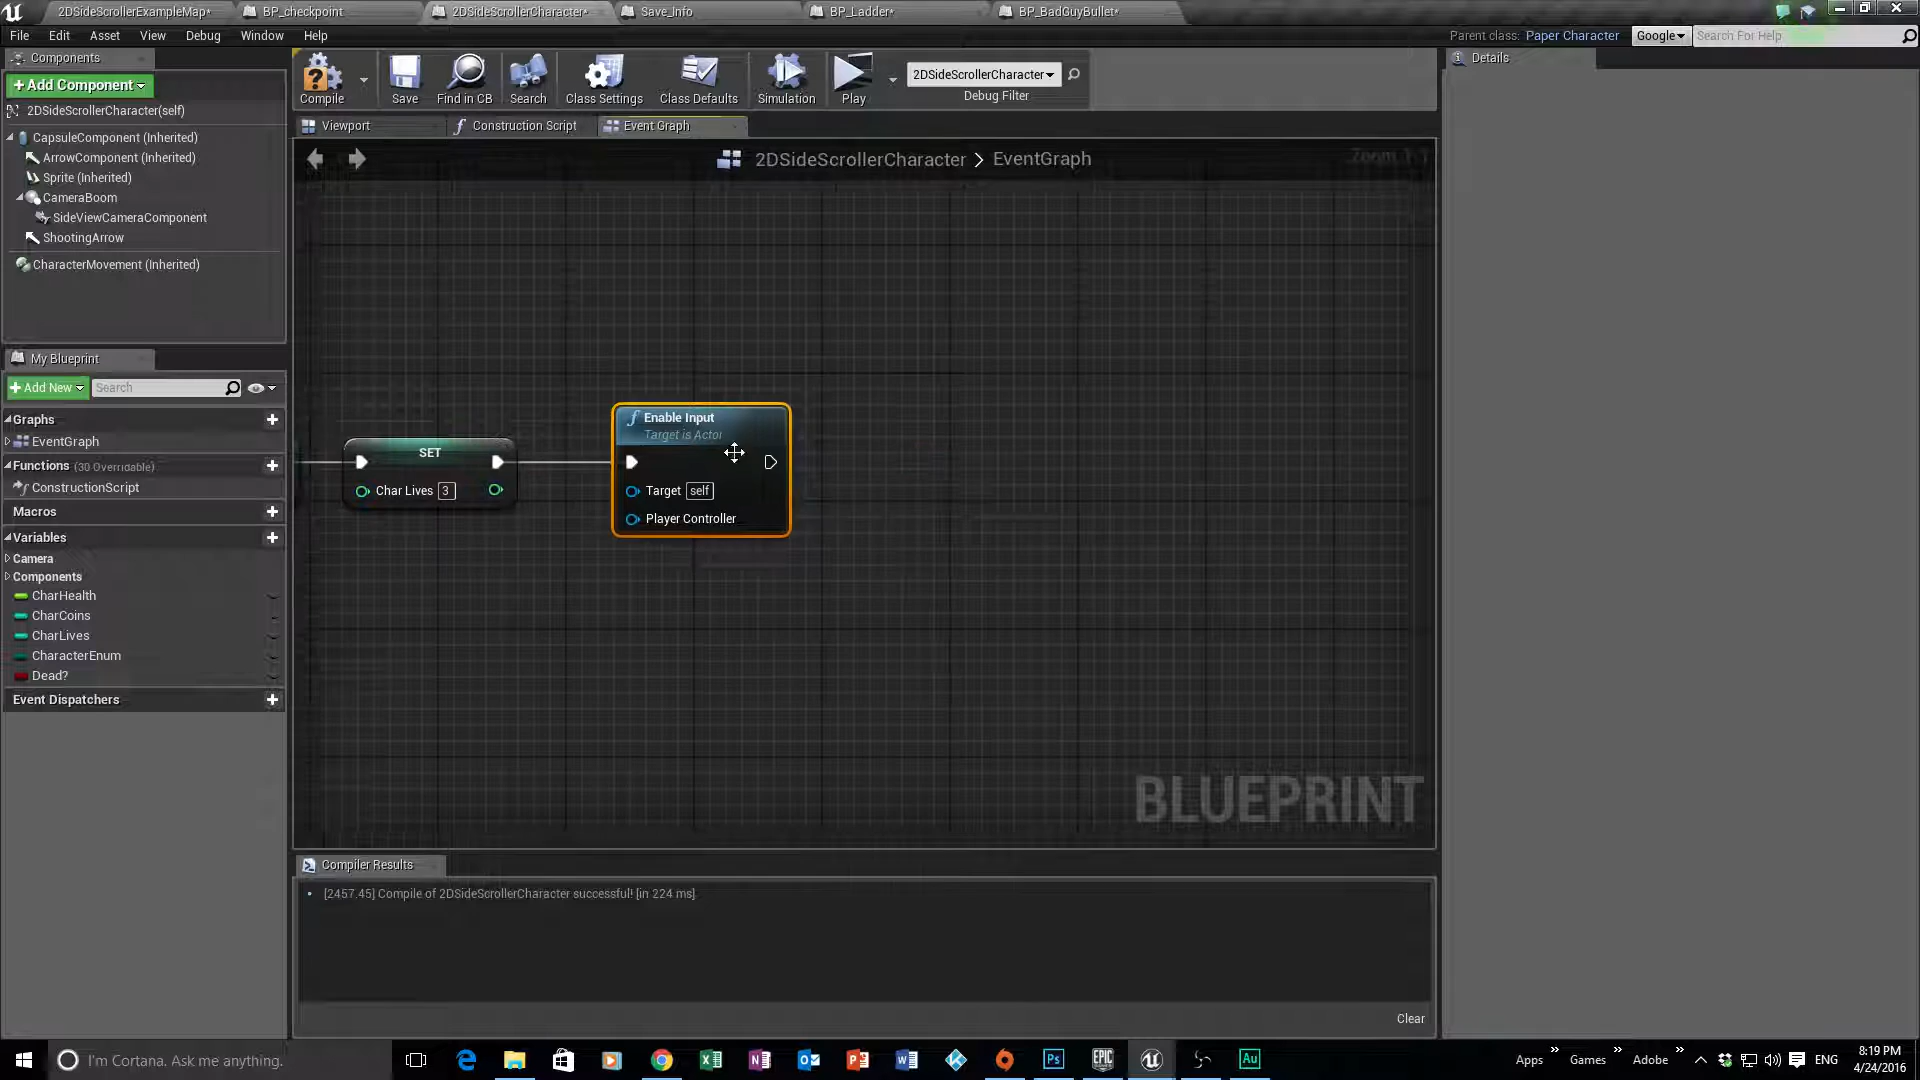 2DSideScrollerExampleMap*
BP_checkpoint
2DSideScrollerCharacter*
Save_Info
BP_Ladder*
BP_BadGuyBullet*
File Edit Asset View Debug Window Help
Parent class: Paper Character
Google
Search For Help
Components
Add Component
2DSideScrollerCharacter(self)
CapsuleComponent (Inherited)
ArrowComponent (Inherited)
Sprite (Inherited)
CameraBoom
SideViewCameraComponent
ShootingArrow
CharacterMovement (Inherited)
My Blueprint
Add New
Search
Graphs
EventGraph
Functions (30 Overridable)
ConstructionScript
Macros
Variables
Camera
Components
CharHealth
CharCoins
CharLives
CharacterEnum
Dead?
Event Dispatchers
Compile
Save
Find in CB
Search
Class Settings
Class Defaults
Simulation
Play
2DSideScrollerCharacter
Debug Filter
Viewport
Construction Script
Event Graph
2DSideScrollerCharacter > EventGraph
Zoom 1:1
SET
Char Lives 3
Enable Input
Target is Actor
Target self
Player Controller
BLUEPRINT
Compiler Results
[2457.45] Compile of 2DSideScrollerCharacter successful! [in 224 ms]
Clear
Details
I'm Cortana. Ask me anything.
Apps
Games
Adobe
ENG
8:19 PM
4/24/2016